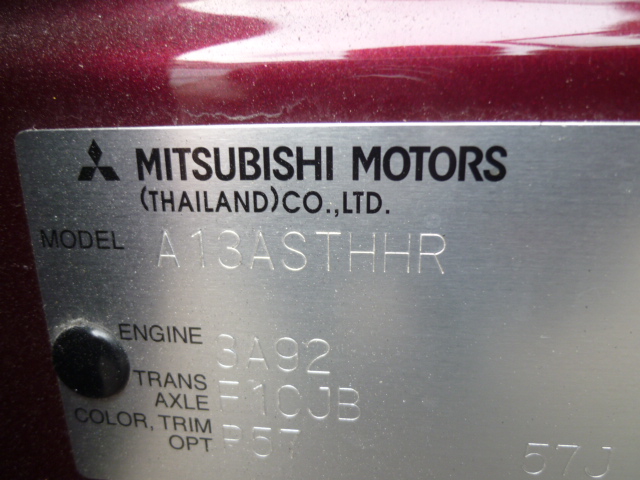 MITSUBISHI MOTORS
(THAILAND)CO.,LTD.
MODEL A13ASTHHR
ENGINE 3A92
TRANS
AXLE F1CJB
COLOR, TRIM
OPT P57 57J